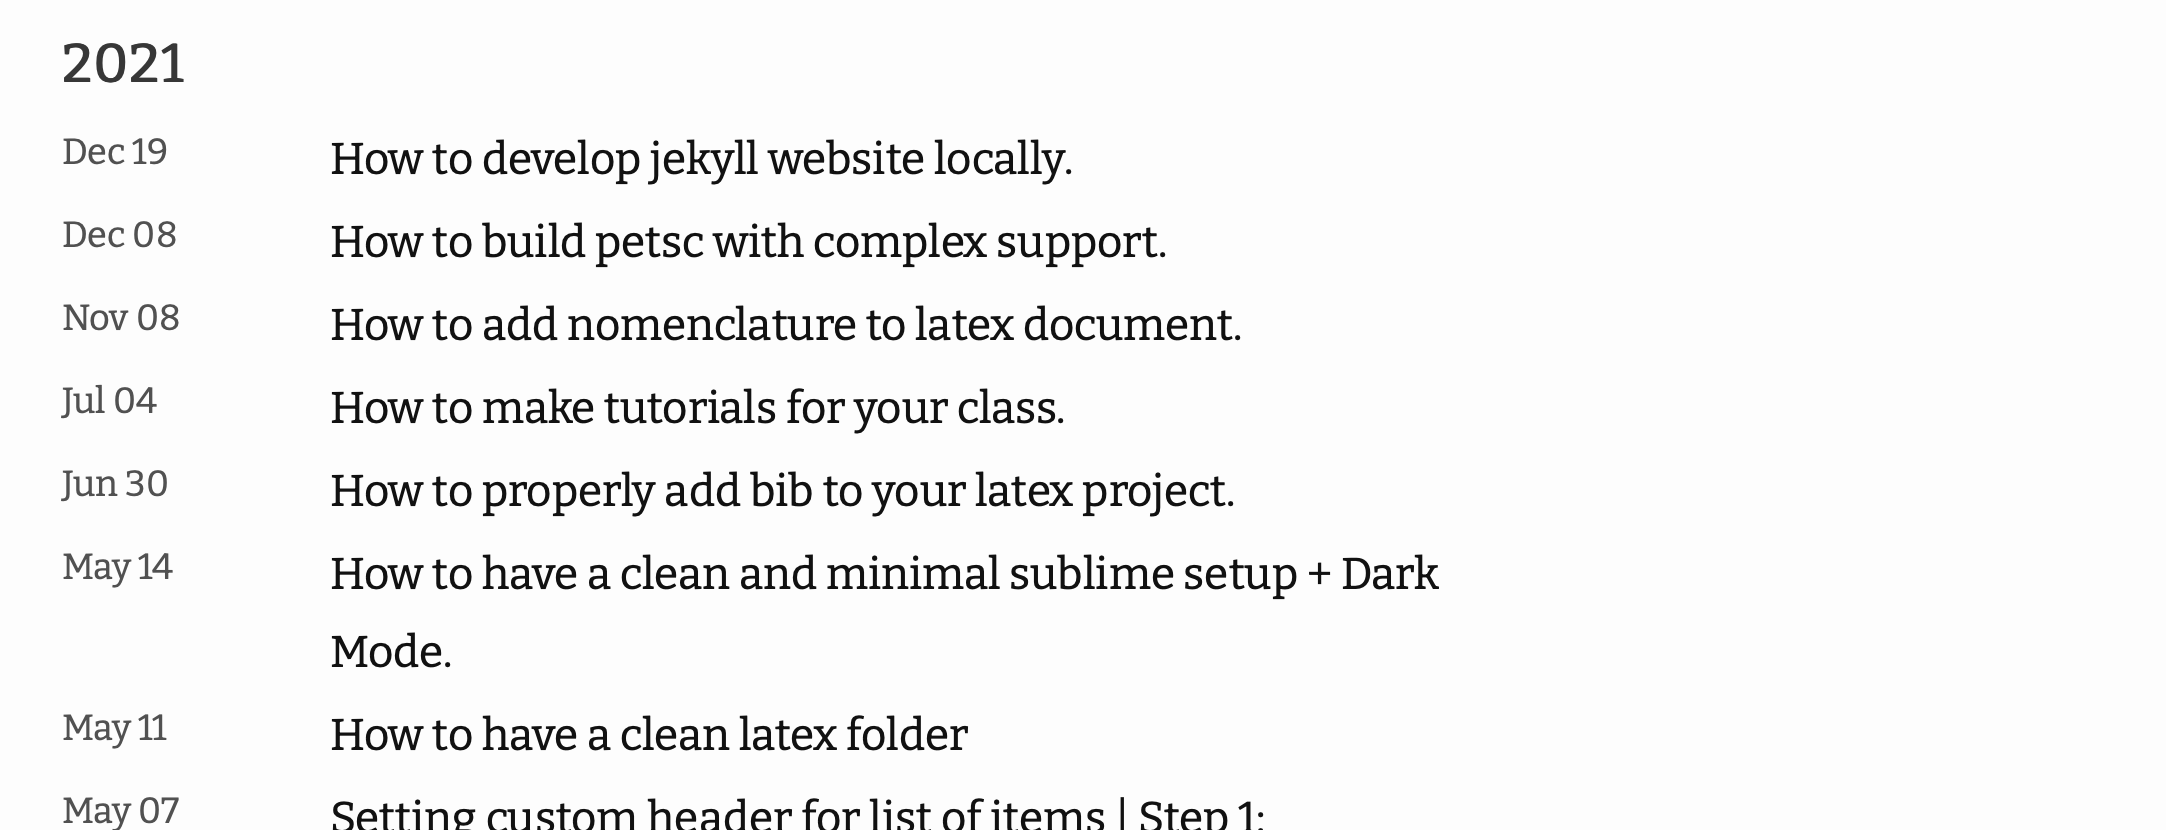 2021
Dec 19 How to develop jekyll website locally.
Dec 08 How to build petsc with complex support.
Nov 08 How to add nomenclature to latex document.
Jul 04 How to make tutorials for your class.
Jun 30 How to properly add bib to your latex project.
May 14 How to have a clean and minimal sublime setup + Dark
Mode.
May 11 How to have a clean latex folder
May 07 Setting custom header for list of items | Step 1: